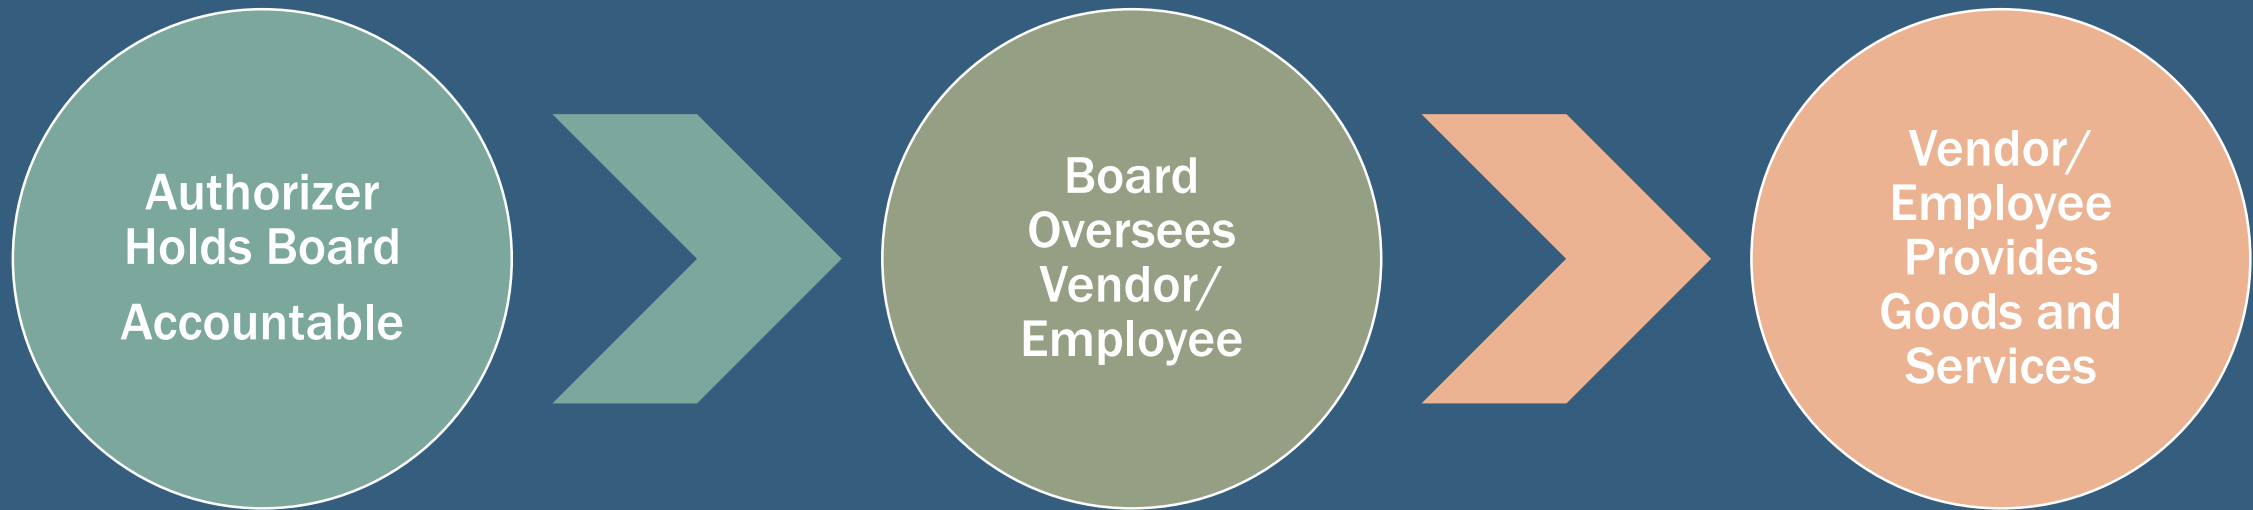 Authorizer
Holds Board
Accountable
Board
Oversees
Vendor/
Employee
Vendor/
Employee
Provides
Goods and
Services